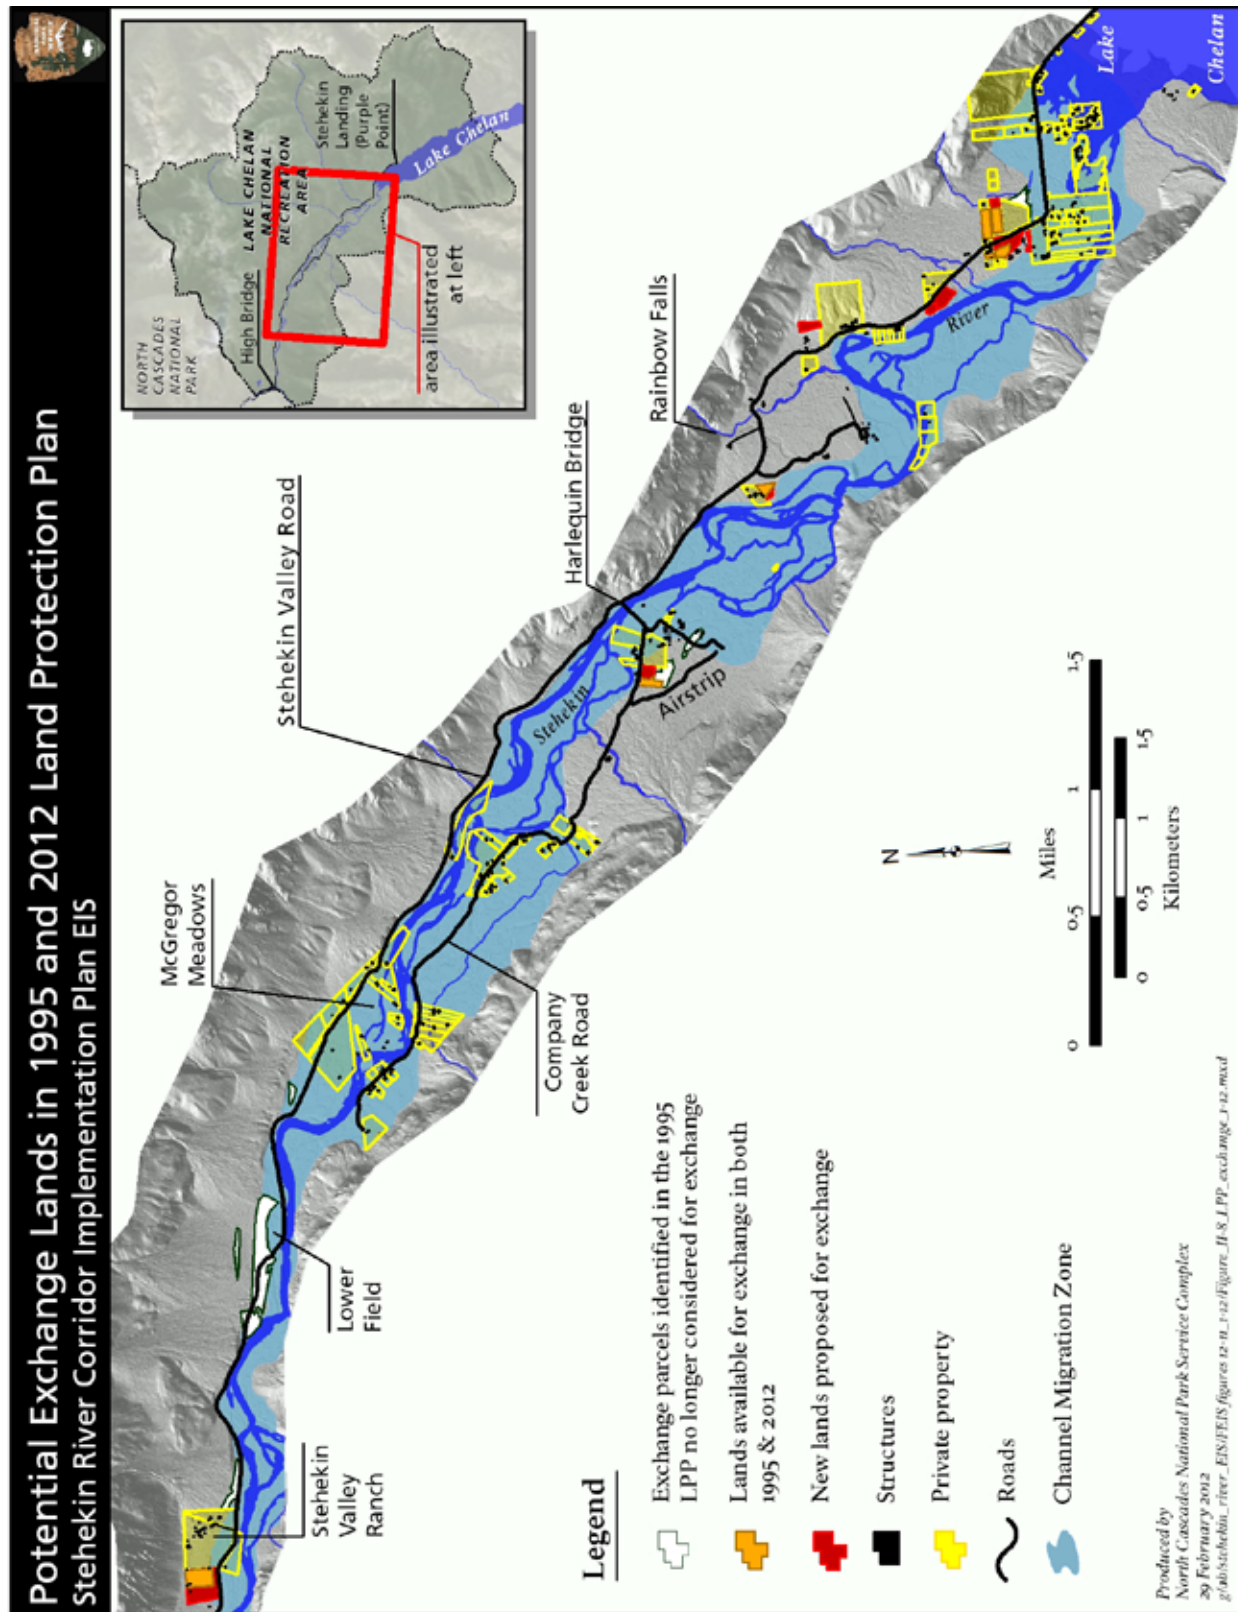 Potential Exchange Lands in 1995 and 2012 Land Protection Plan
Stehekin River Corridor Implementation Plan EIS
Stehekin
Valley
Ranch
Lower
Field
McGregor
Meadows
Company
Creek Road
Stehekin Valley Road
Harlequin Bridge
Rainbow Falls
Stehekin
River
Airstrip
Lake
Chelan
NORTH
CASCADES
NATIONAL
PARK
High Bridge
LAKE CHELAN
NATIONAL
RECREATION
AREA
Stehekin
Landing
(Purple
Point)
Lake Chelan
area illustrated
at left
Legend
Exchange parcels identified in the 1995
LPP no longer considered for exchange
Lands available for exchange in both
1995 & 2012
New lands proposed for exchange
Structures
Private property
Roads
Channel Migration Zone
N
Miles
0 0.5 1 1.5
0 0.5 1 1.5
Kilometers
Produced by
North Cascades National Park Service Complex
29 February 2012